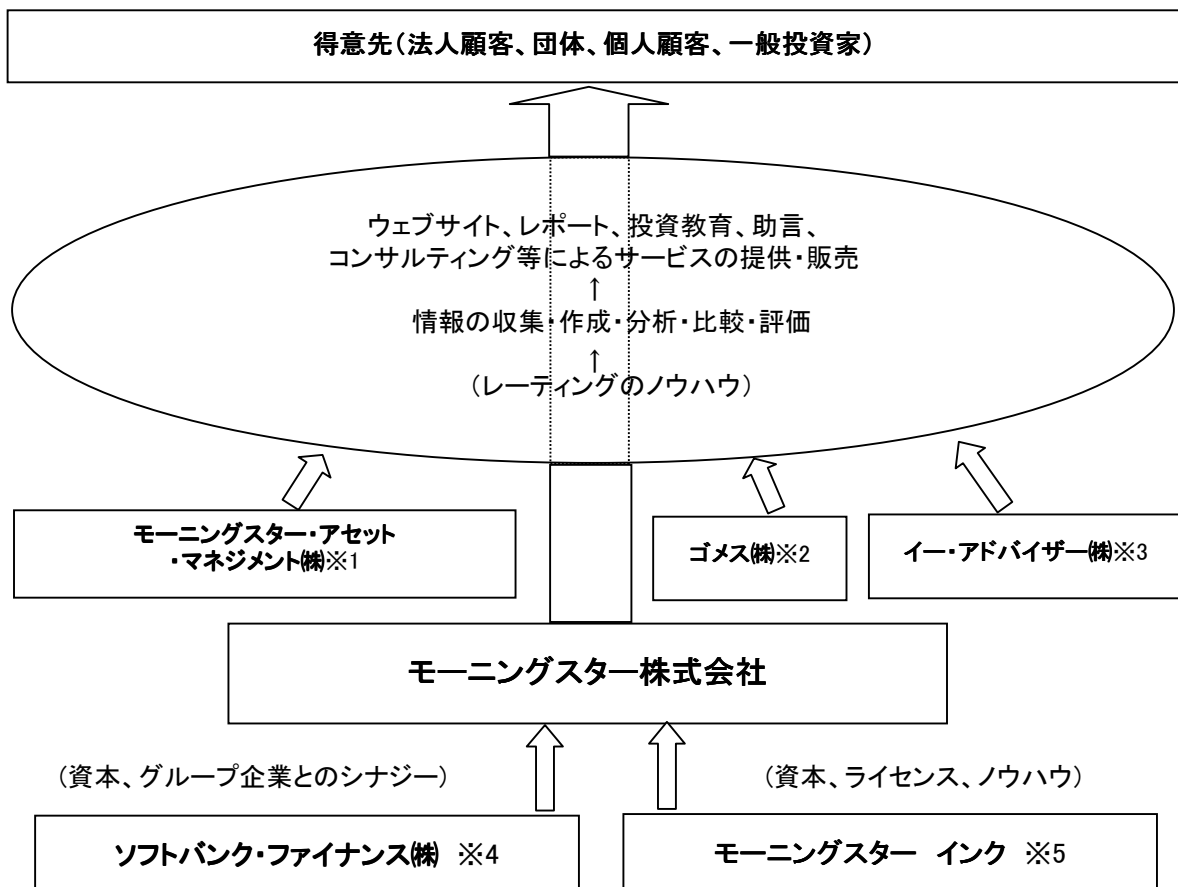 得意先(法人顧客、団体、個人顧客、一般投資家)
ウェブサイト、レポート、投資教育、助言、
コンサルティング等によるサービスの提供・販売
↑
情報の収集・作成・分析・比較・評価
↑
(レーティングのノウハウ)
モーニングスター・アセット
・マネジメント㈱※1
ゴメス㈱※2
イー・アドバイザー㈱※3
モーニングスター株式会社
(資本、グループ企業とのシナジー)
(資本、ライセンス、ノウハウ)
ソフトバンク・ファイナンス㈱ ※4
モーニングスター インク ※5